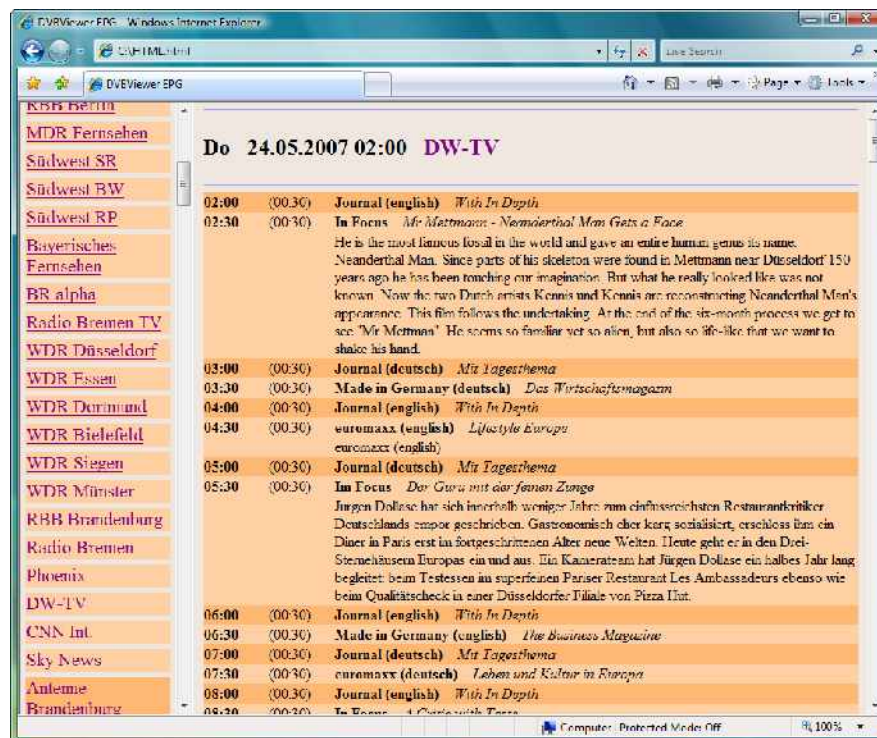 DVBViewer EPG - Windows Internet Explorer
C:\HTML.html
Live Search
DVBViewer EPG
Page
Tools
RBB Berlin
MDR Fernsehen
Südwest SR
Südwest BW
Südwest RP
Bayerisches
Fernsehen
BR alpha
Radio Bremen TV
WDR Düsseldorf
WDR Essen
WDR Dortmund
WDR Bielefeld
WDR Siegen
WDR Münster
RBB Brandenburg
Radio Bremen
Phoenix
DW-TV
CNN Int.
Sky News
Antenne
Brandenburg
Do 24.05.2007 02:00 DW-TV
02:00 (00:30) Journal (english) With In Depth
02:30 (00:30) In Focus Mr Mettmann - Neanderthal Man Gets a Face
He is the most famous fossil in the world and gave an entire human genus its name:
Neanderthal Man. Since parts of his skeleton were found in Mettmann near Düsseldorf 150
years ago he has been touching our imagination. But what he really looked like was not
known. Now the two Dutch artists Kennis und Kennis are reconstructing Neanderthal Man's
appearance. This film follows the undertaking. At the end of the six-month process we get to
see "Mr Mettman". He seems so familiar yet so alien, but also so life-like that we want to
shake his hand.
03:00 (00:30) Journal (deutsch) Mit Tagesthema
03:30 (00:30) Made in Germany (deutsch) Das Wirtschaftsmagazin
04:00 (00:30) Journal (english) With In Depth
04:30 (00:30) euromaxx (english) Lifestyle Europa
euromaxx (english)
05:00 (00:30) Journal (deutsch) Mit Tagesthema
05:30 (00:30) Im Focus Der Guru mit der feinen Zunge
Jürgen Dollase hat sich innerhalb weniger Jahre zum einflussreichsten Restaurantkritiker
Deutschlands empor geschrieben. Gastronomisch eher karg sozialisiert, erschloss ihm ein
Diner in Paris erst im fortgeschrittenen Alter neue Welten. Heute geht er in den Drei-
Sternehäusern Europas ein und aus. Ein Kamerateam hat Jürgen Dollase ein halbes Jahr lang
begleitet: beim Testessen im superfeinen Pariser Restaurant Les Ambassadeurs ebenso wie
beim Qualitätscheck in einer Düsseldorfer Filiale von Pizza Hut.
06:00 (00:30) Journal (english) With In Depth
06:30 (00:30) Made in Germany (english) The Business Magazine
07:00 (00:30) Journal (deutsch) Mit Tagesthema
07:30 (00:30) euromaxx (deutsch) Leben und Kultur in Europa
08:00 (00:30) Journal (english) With In Depth
08:30 (00:30) In Focus A Critic with Taste
Computer | Protected Mode: Off
100%